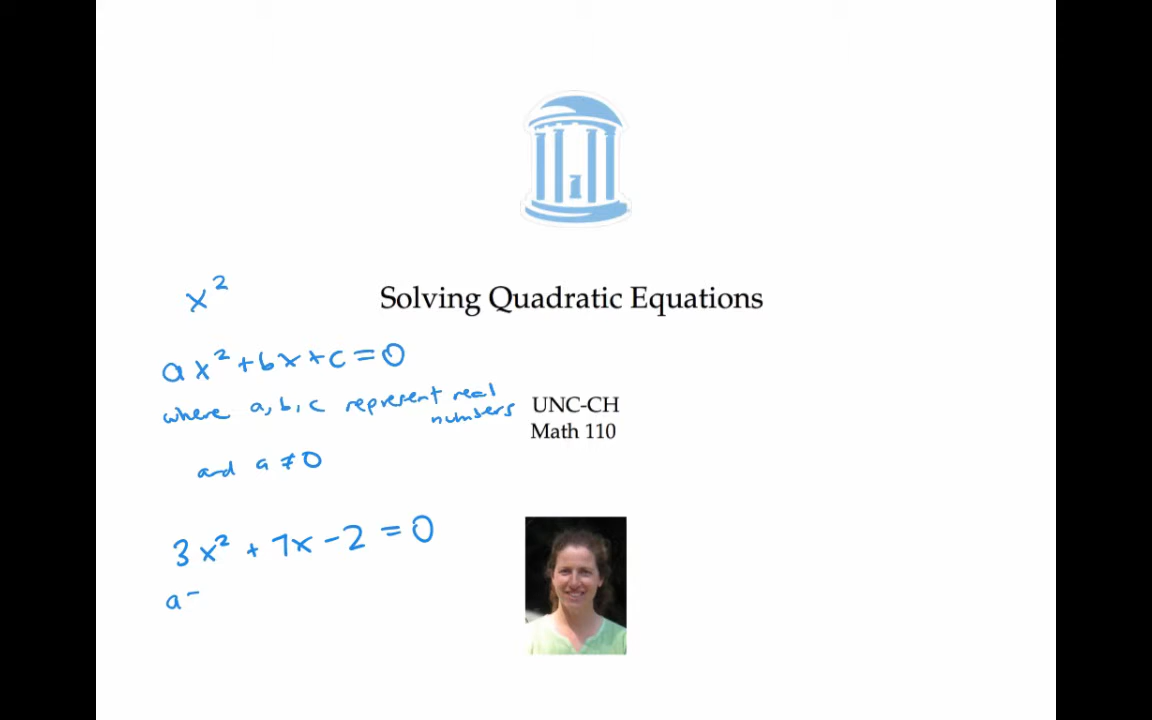 x²
Solving Quadratic Equations
ax²+bx+c=0
where a, b, c represent real numbers
UNC-CH
Math 110
and a ≠ 0
3x² + 7x - 2 = 0
a -